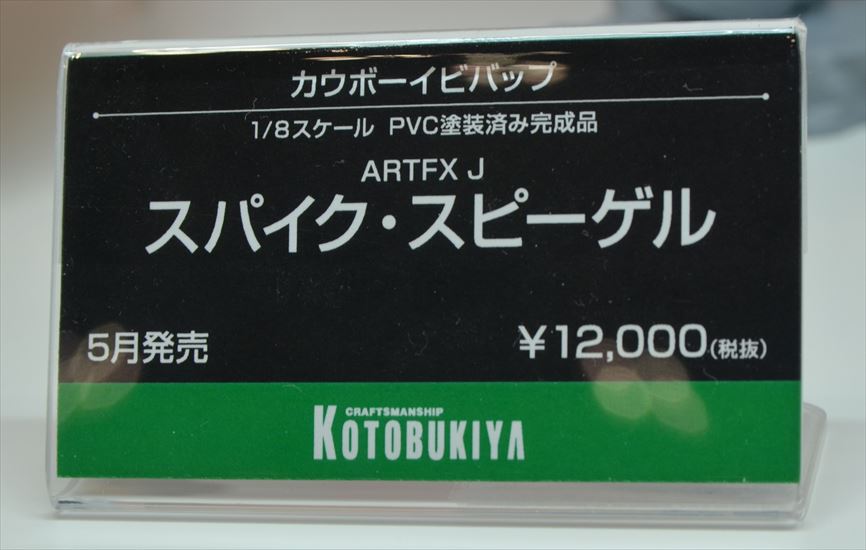 カウボーイビバップ
1/8スケール PVC塗装済み完成品
ARTFX J
スパイク・スピーゲル
5月発売 ¥12,000(税抜)
CRAFTSMANSHIP
KOTOBUKIYA